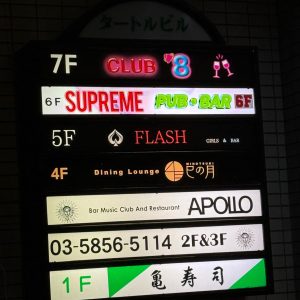 タートルビル
7F CLUB '8
6F SUPREME PUB・BAR 6F
5F FLASH GIRLS & BAR
4F Dining Lounge 巳の月 MINOTSUKI
Bar Music Club And Restaurant APOLLO
03-5856-5114 2F&3F
1F 亀寿司